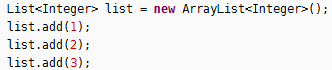 List<Integer> list = new ArrayList<Integer>();
list.add(1);
list.add(2);
list.add(3);